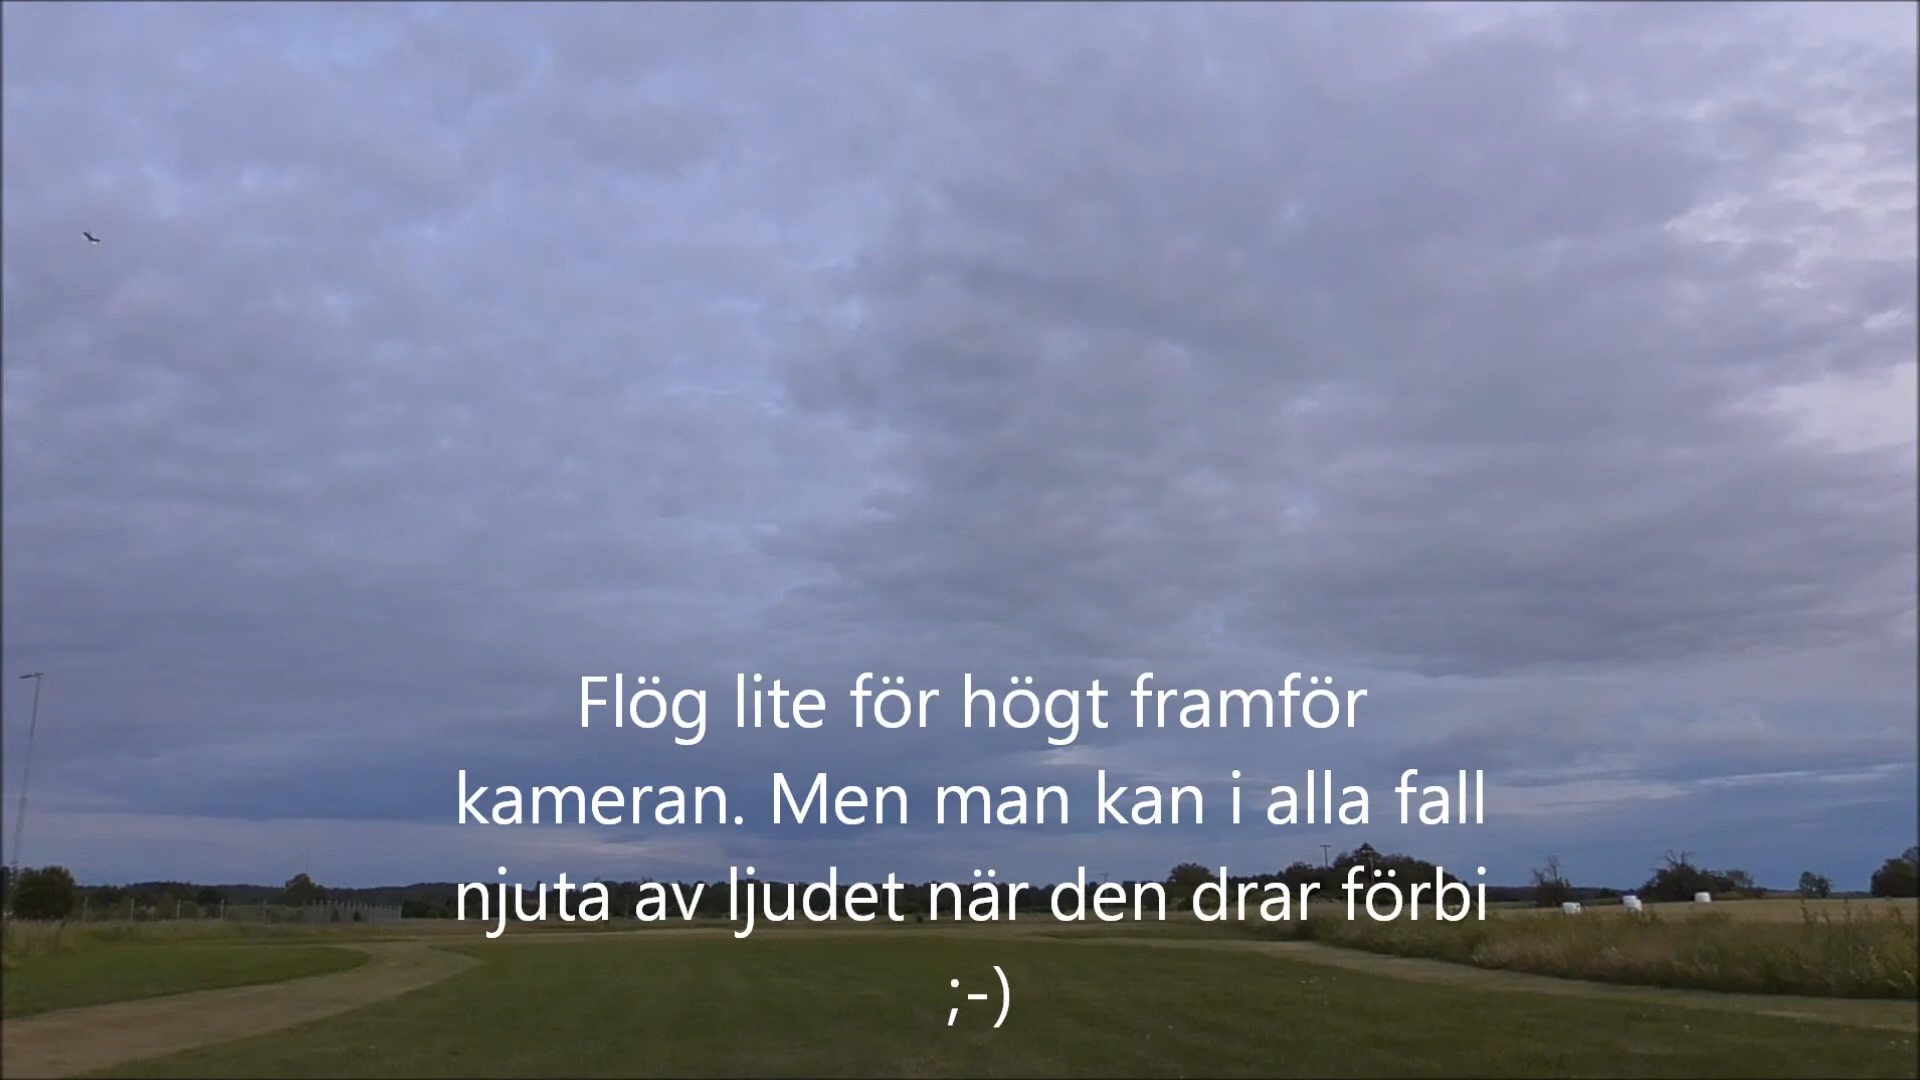 Flög lite för högt framför
kameran. Men man kan i alla fall
njuta av ljudet när den drar förbi
;-)